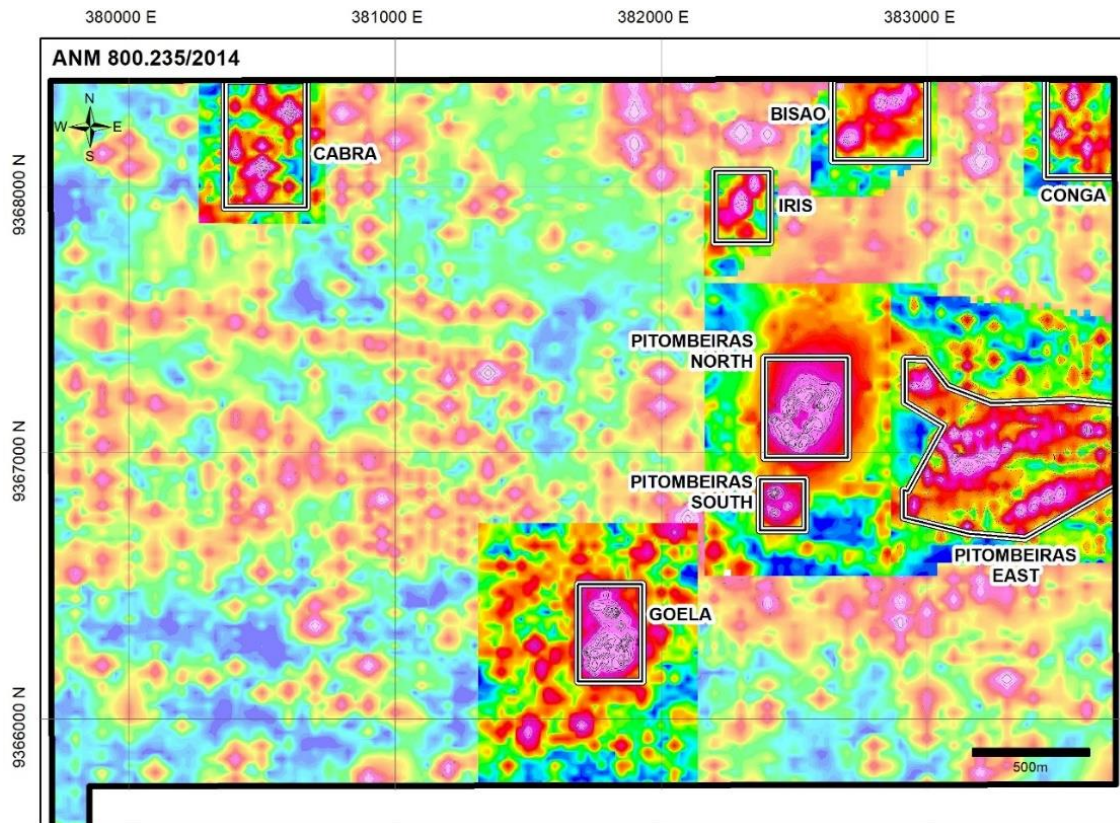 380000 E
381000 E
382000 E
383000 E
ANM 800.235/2014
N
W E
S
BISAO
CABRA
9368000 N
CONGA
IRIS
PITOMBEIRAS
NORTH
9367000 N
PITOMBEIRAS
SOUTH
PITOMBEIRAS
EAST
GOELA
9366000 N
500m